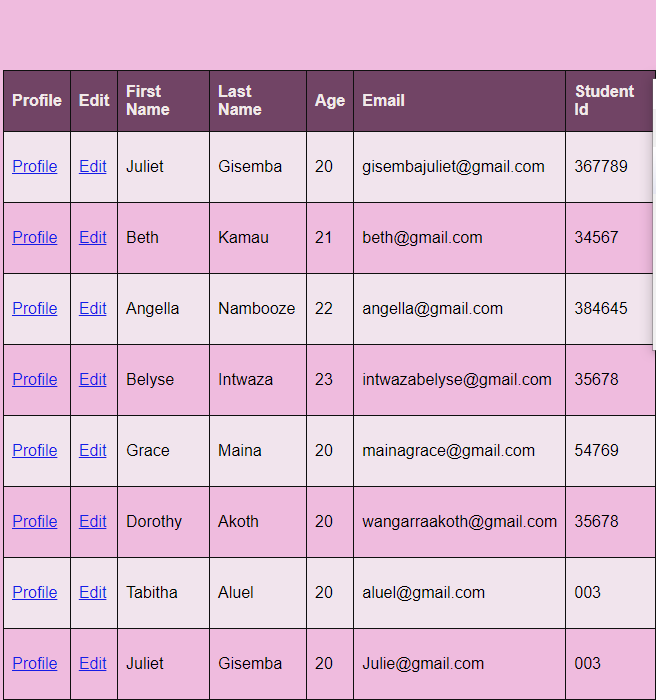 Profile Edit First Name Last Name Age Email Student Id
Profile Edit Juliet Gisemba 20 gisembajuliet@gmail.com 367789
Profile Edit Beth Kamau 21 beth@gmail.com 34567
Profile Edit Angella Nambooze 22 angella@gmail.com 384645
Profile Edit Belyse Intwaza 23 intwazabelyse@gmail.com 35678
Profile Edit Grace Maina 20 mainagrace@gmail.com 54769
Profile Edit Dorothy Akoth 20 wangarraakoth@gmail.com 35678
Profile Edit Tabitha Aluel 20 aluel@gmail.com 003
Profile Edit Juliet Gisemba 20 Julie@gmail.com 003